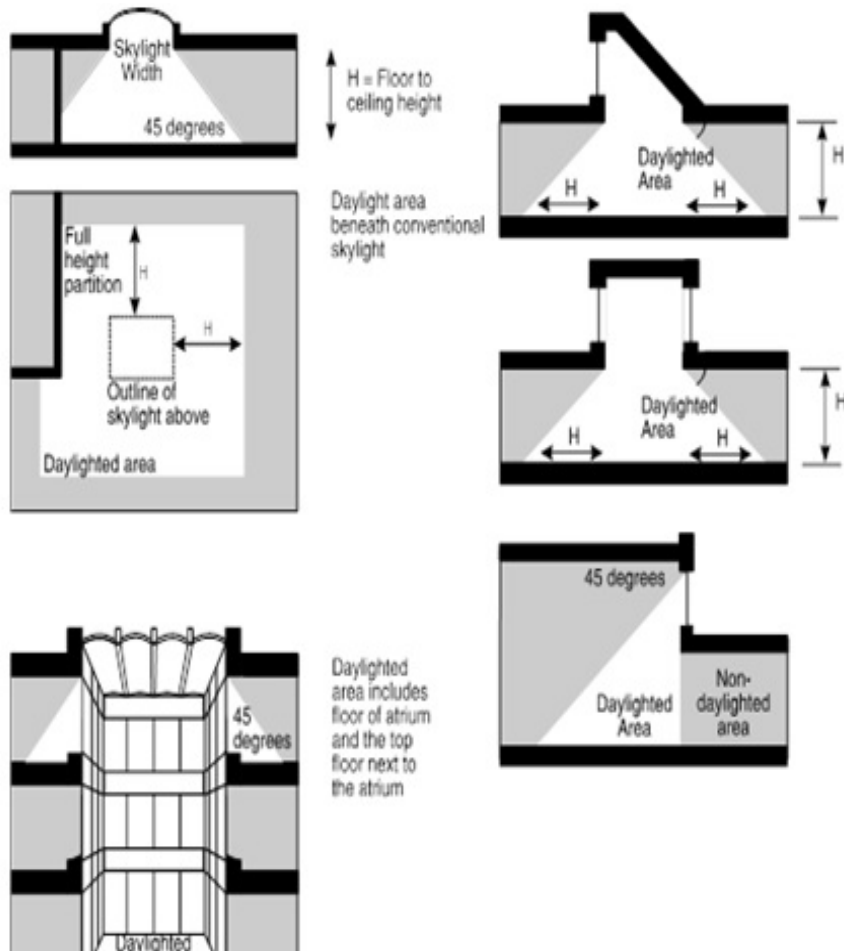 Skylight
Width
45 degrees
H = Floor to
ceiling height
Full
height
partition
H
H
Outline of
skylight above
Daylighted area
Daylight area
beneath conventional
skylight
45
degrees
Daylighted
Daylighted
area includes
floor of atrium
and the top
floor next to
the atrium
Daylighted
Area
H
H
H
Daylighted
Area
H
H
H
45 degrees
Daylighted
Area
Non-
daylighted
area